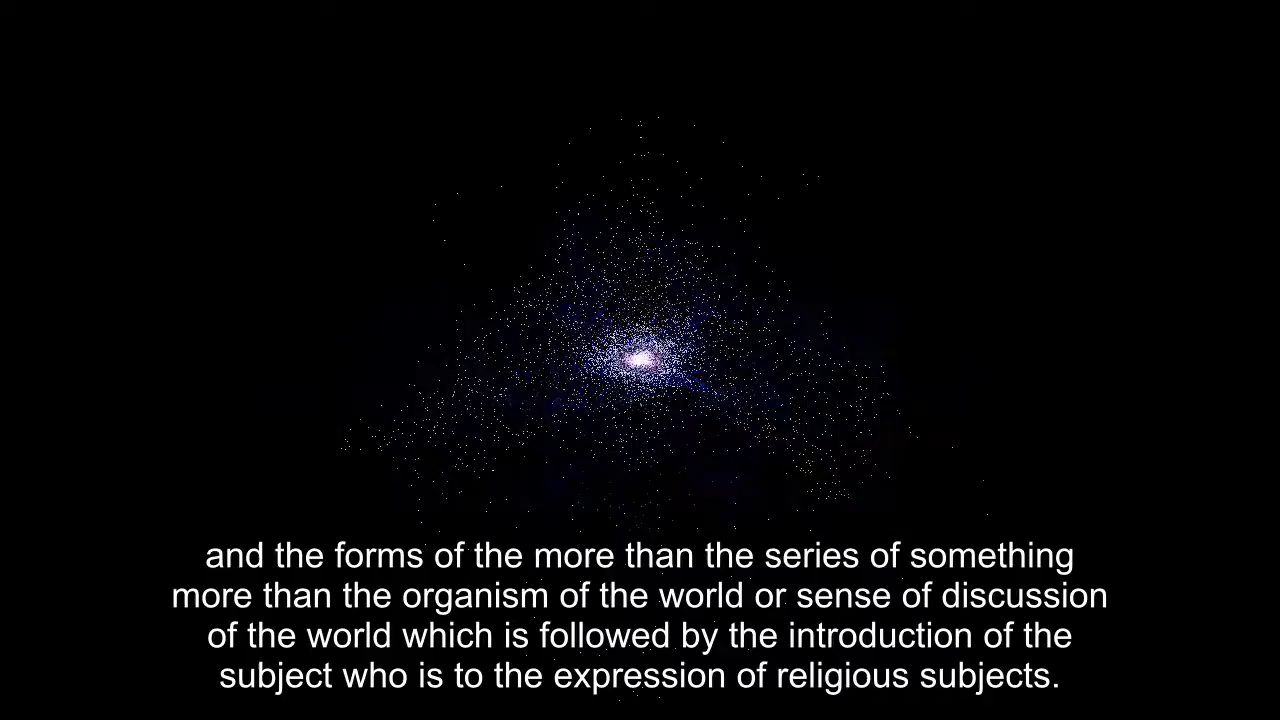 and the forms of the more than the series of something
more than the organism of the world or sense of discussion
of the world which is followed by the introduction of the
subject who is to the expression of religious subjects.